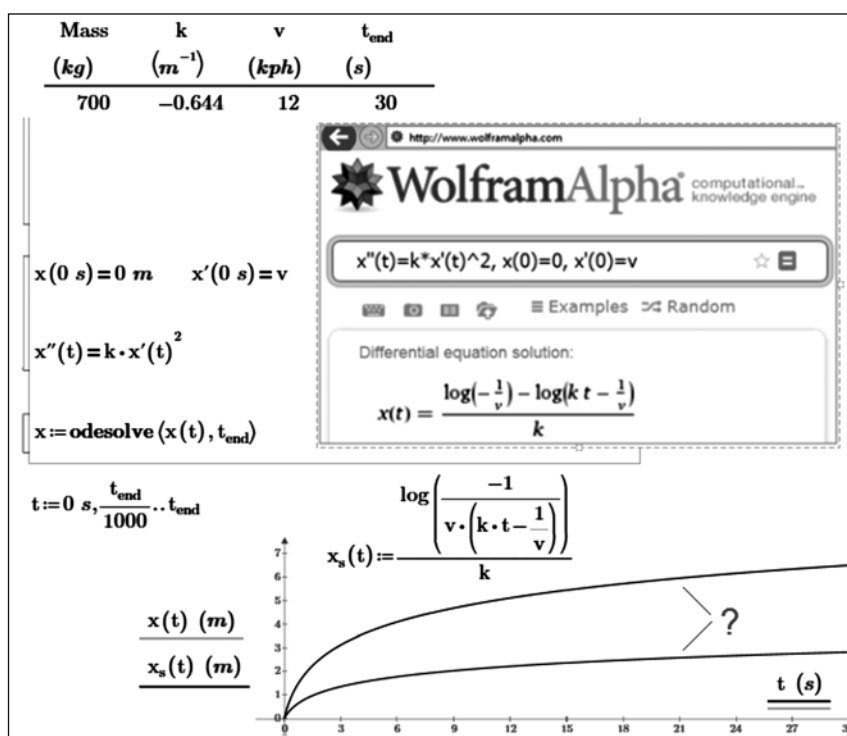 Mass k v t_end
(kg) (m⁻¹) (kph) (s)
700 −0.644 12 30
http://www.wolframalpha.com
WolframAlpha computational... knowledge engine
x''(t)=k*x'(t)^2, x(0)=0, x'(0)=v
Examples Random
Differential equation solution:
x(t) = (log(-1/v) - log(k t - 1/v))/k
x(0 s)=0 m x′(0 s)=v
x″(t)=k·x′(t)²
x:=odesolve(x(t), t_end)
t:=0 s, t_end/1000..t_end
x_s(t):=log(-1/(v·(k·t-1/v)))/k
7
6
5
4
3
2
1
0
x(t) (m)
x_s(t) (m)
?
t (s)
0 3 6 9 12 15 18 21 24 27 3